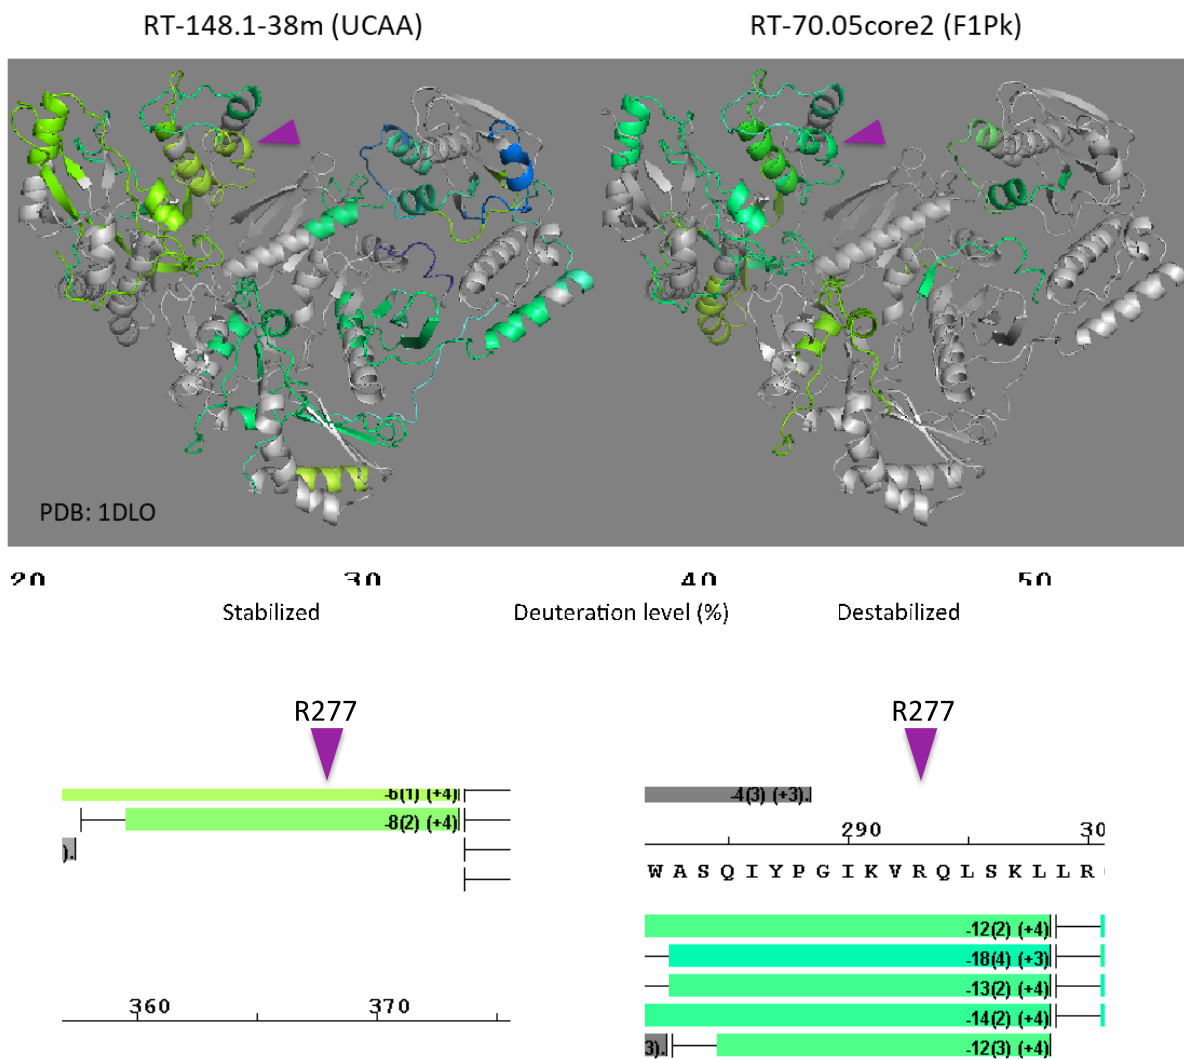 RT-148.1-38m (UCAA) RT-70.05core2 (F1Pk)
PDB: 1DLO
20 30 40 50
Stabilized Deuteration level (%) Destabilized
R277 R277
-6(1) (+4) -4(3) (+3).
-8(2) (+4)
290 30
).
W A S Q I Y P G I K V R Q L S K L L R
-12(2) (+4)
-18(4) (+3)
-13(2) (+4)
360 370
-14(2) (+4)
3). -12(3) (+4)